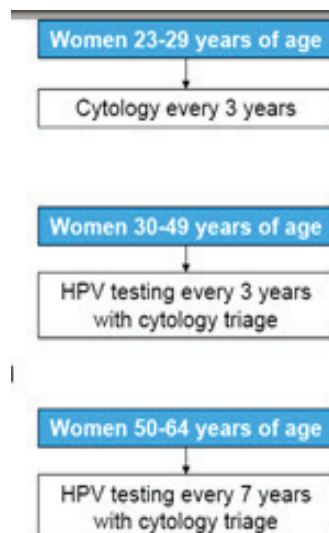 Women 23-29 years of age
Cytology every 3 years
Women 30-49 years of age
HPV testing every 3 years
with cytology triage
Women 50-64 years of age
HPV testing every 7 years
with cytology triage